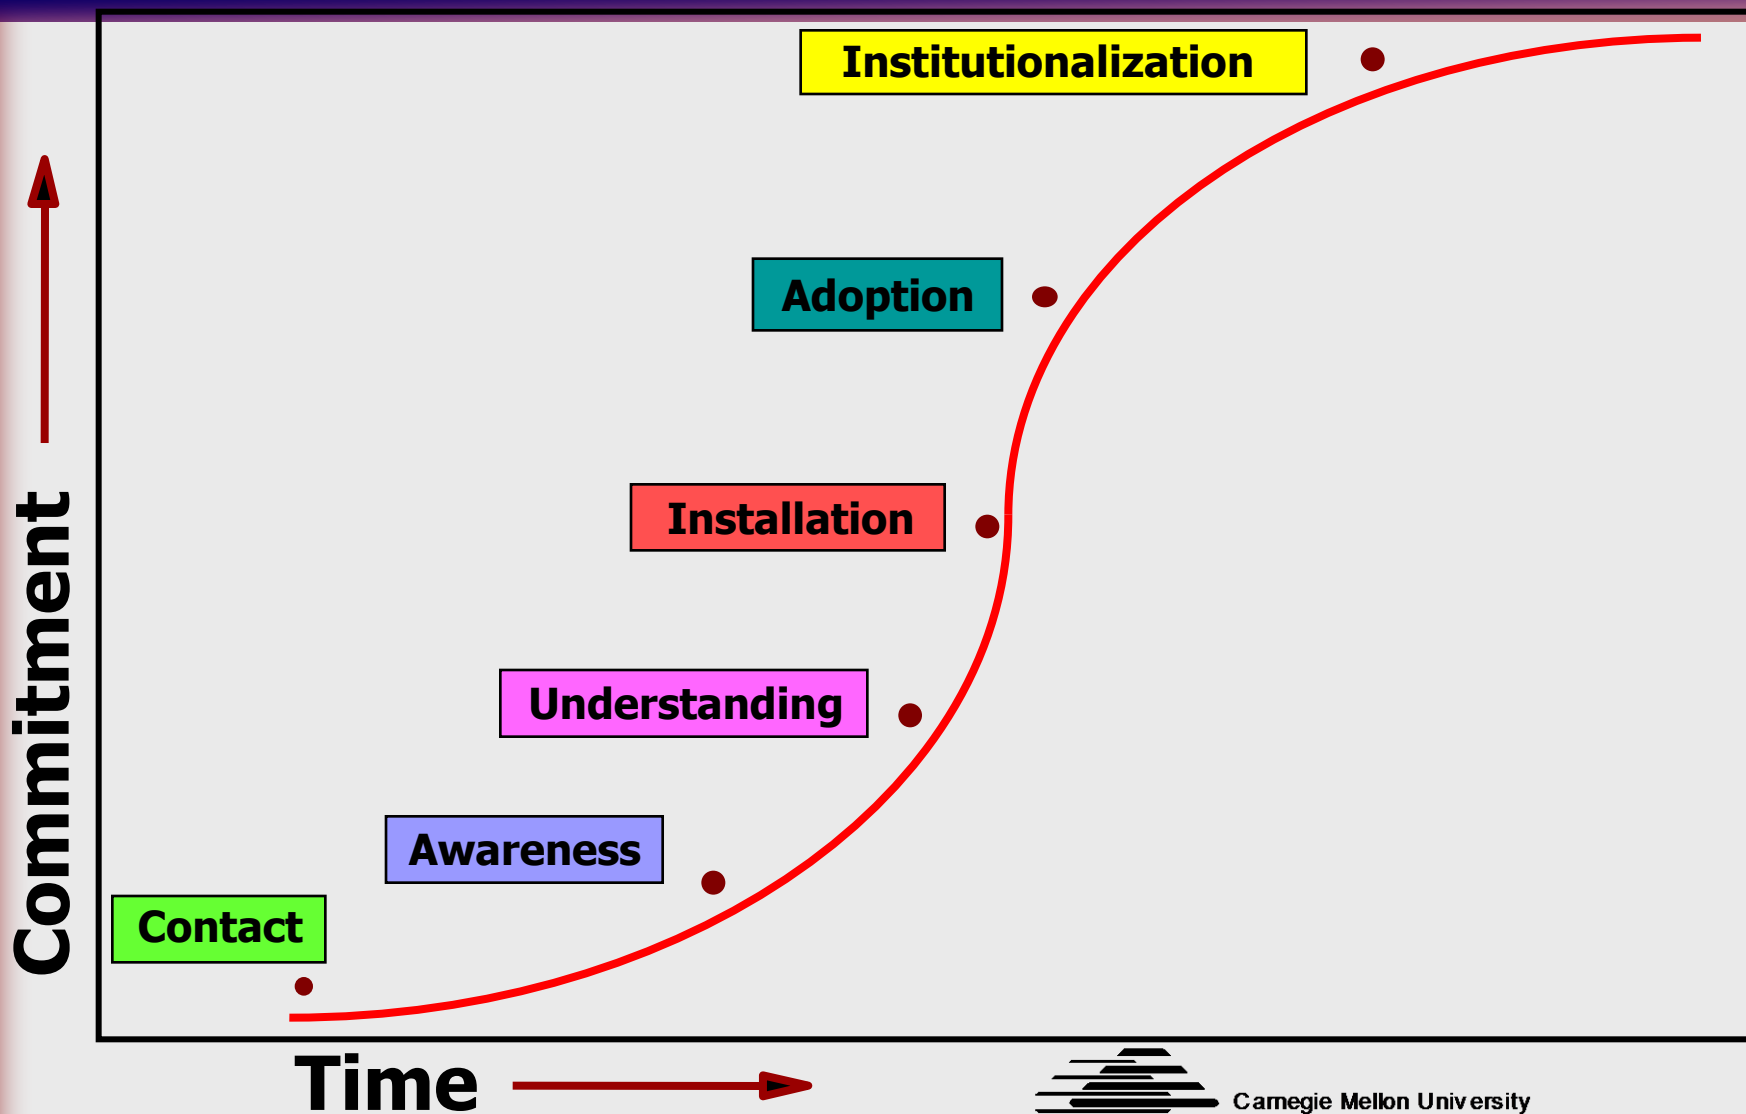 Institutionalization
Adoption
Installation
Understanding
Awareness
Contact
Commitment
Time
Carnegie Mellon University